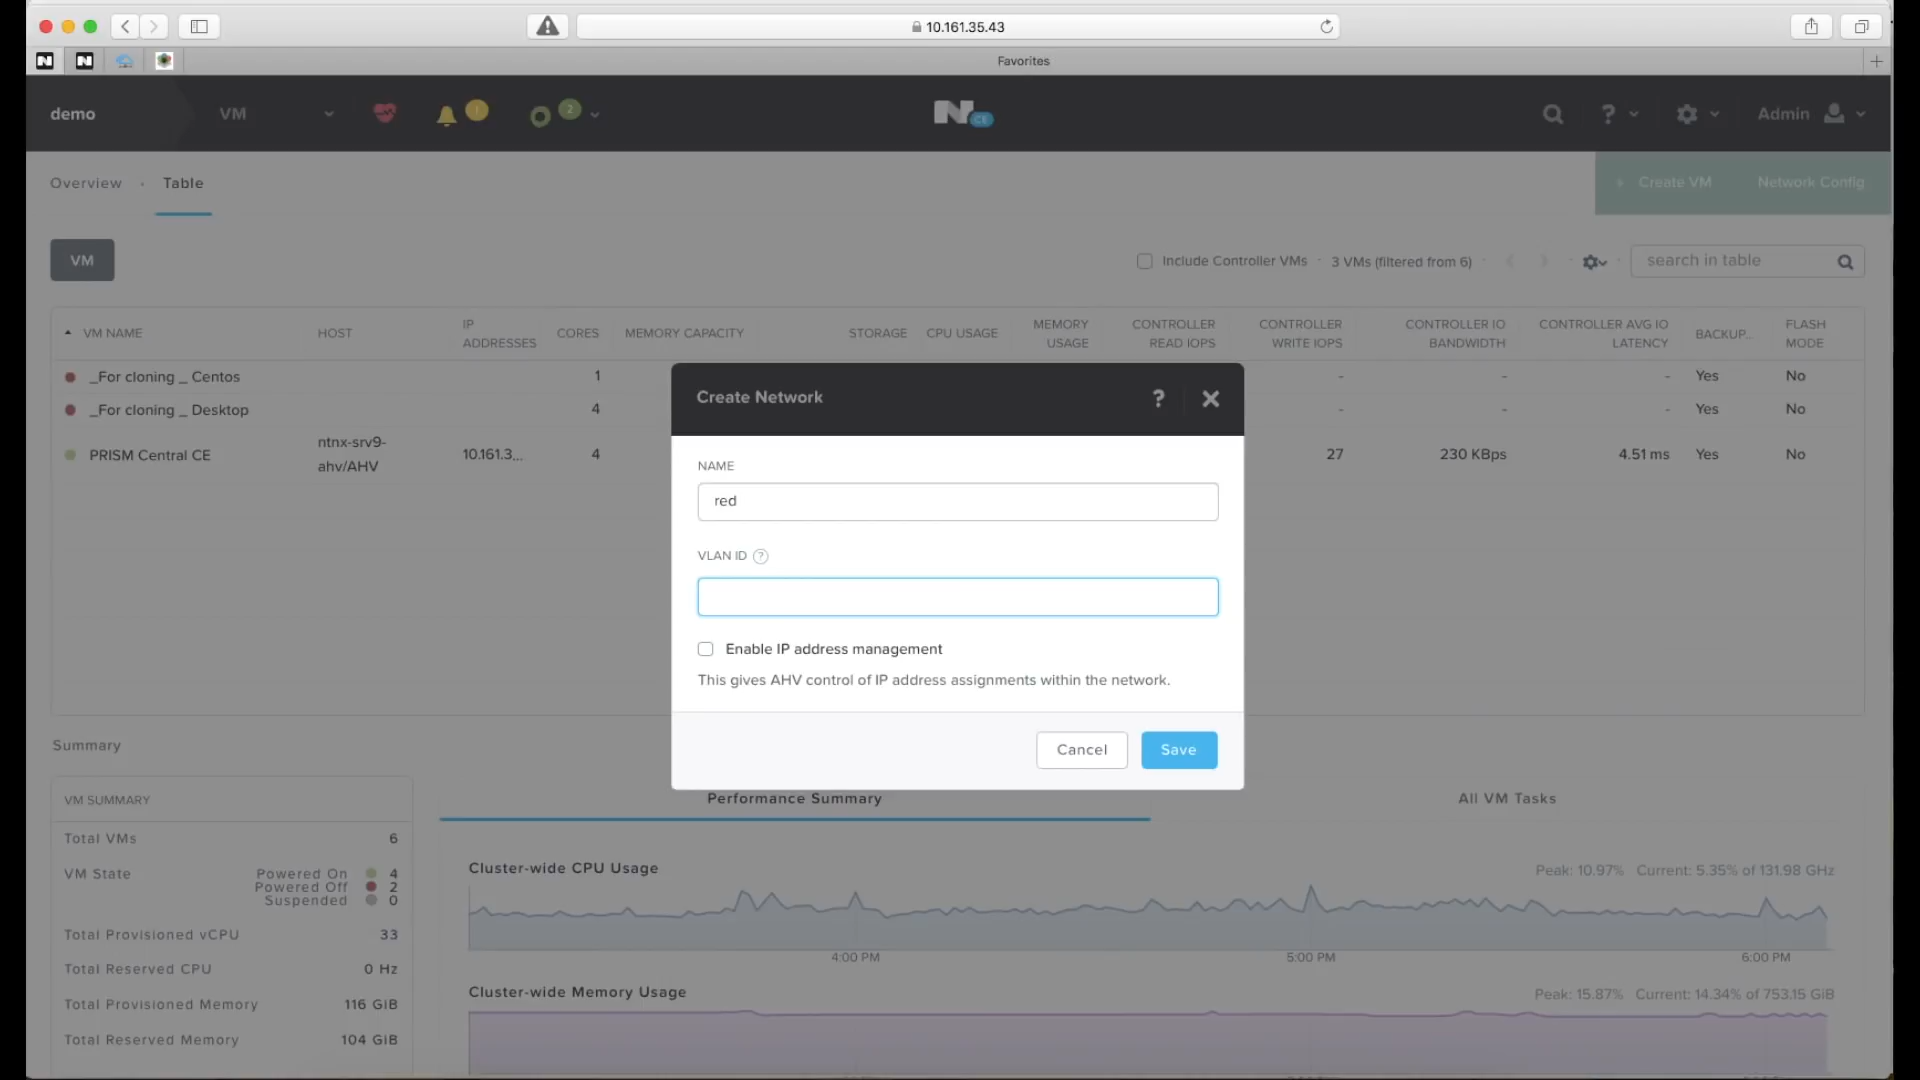 10.161.35.43
Favorites
demo
VM
1
2
N CE
?
Admin
Overview · Table
Create VM
Network Config
VM
Include Controller VMs · 3 VMs (filtered from 6) ·
search in table
VM NAME
HOST
IP ADDRESSES
CORES
MEMORY CAPACITY
STORAGE
CPU USAGE
MEMORY USAGE
CONTROLLER READ IOPS
CONTROLLER WRITE IOPS
CONTROLLER IO BANDWIDTH
CONTROLLER AVG IO LATENCY
BACKUP...
FLASH MODE
_For cloning _ Centos 1 - - - Yes No
_For cloning _ Desktop 4 - - - Yes No
PRISM Central CE ntnx-srv9-ahv/AHV 10.161.3... 4 27 230 KBps 4.51 ms Yes No
Create Network
?
NAME
red
VLAN ID ?
Enable IP address management
This gives AHV control of IP address assignments within the network.
Cancel
Save
Summary
VM SUMMARY
Total VMs 6
VM State Powered On 4
Powered Off 2
Suspended 0
Total Provisioned vCPU 33
Total Reserved CPU 0 Hz
Total Provisioned Memory 116 GiB
Total Reserved Memory 104 GiB
Performance Summary
All VM Tasks
Cluster-wide CPU Usage
Peak: 10.97% Current: 5.35% of 131.98 GHz
4:00 PM
5:00 PM
6:00 PM
Cluster-wide Memory Usage
Peak: 15.87% Current: 14.34% of 753.15 GiB